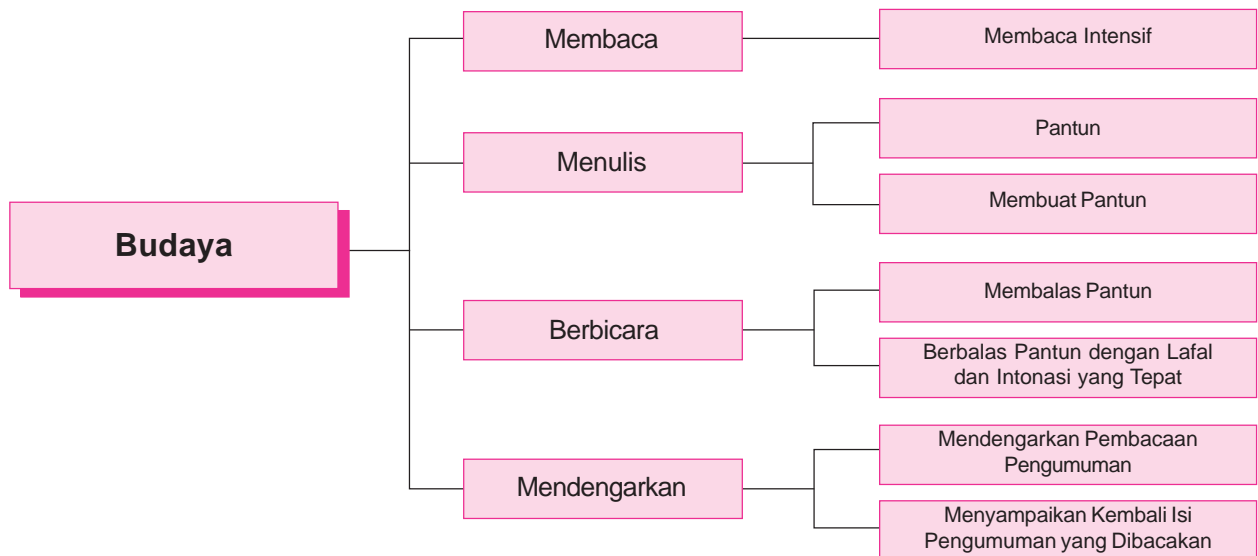 Budaya
Membaca
Membaca Intensif
Menulis
Pantun
Membuat Pantun
Berbicara
Membalas Pantun
Berbalas Pantun dengan Lafal
dan Intonasi yang Tepat
Mendengarkan
Mendengarkan Pembacaan
Pengumuman
Menyampaikan Kembali Isi
Pengumuman yang Dibacakan